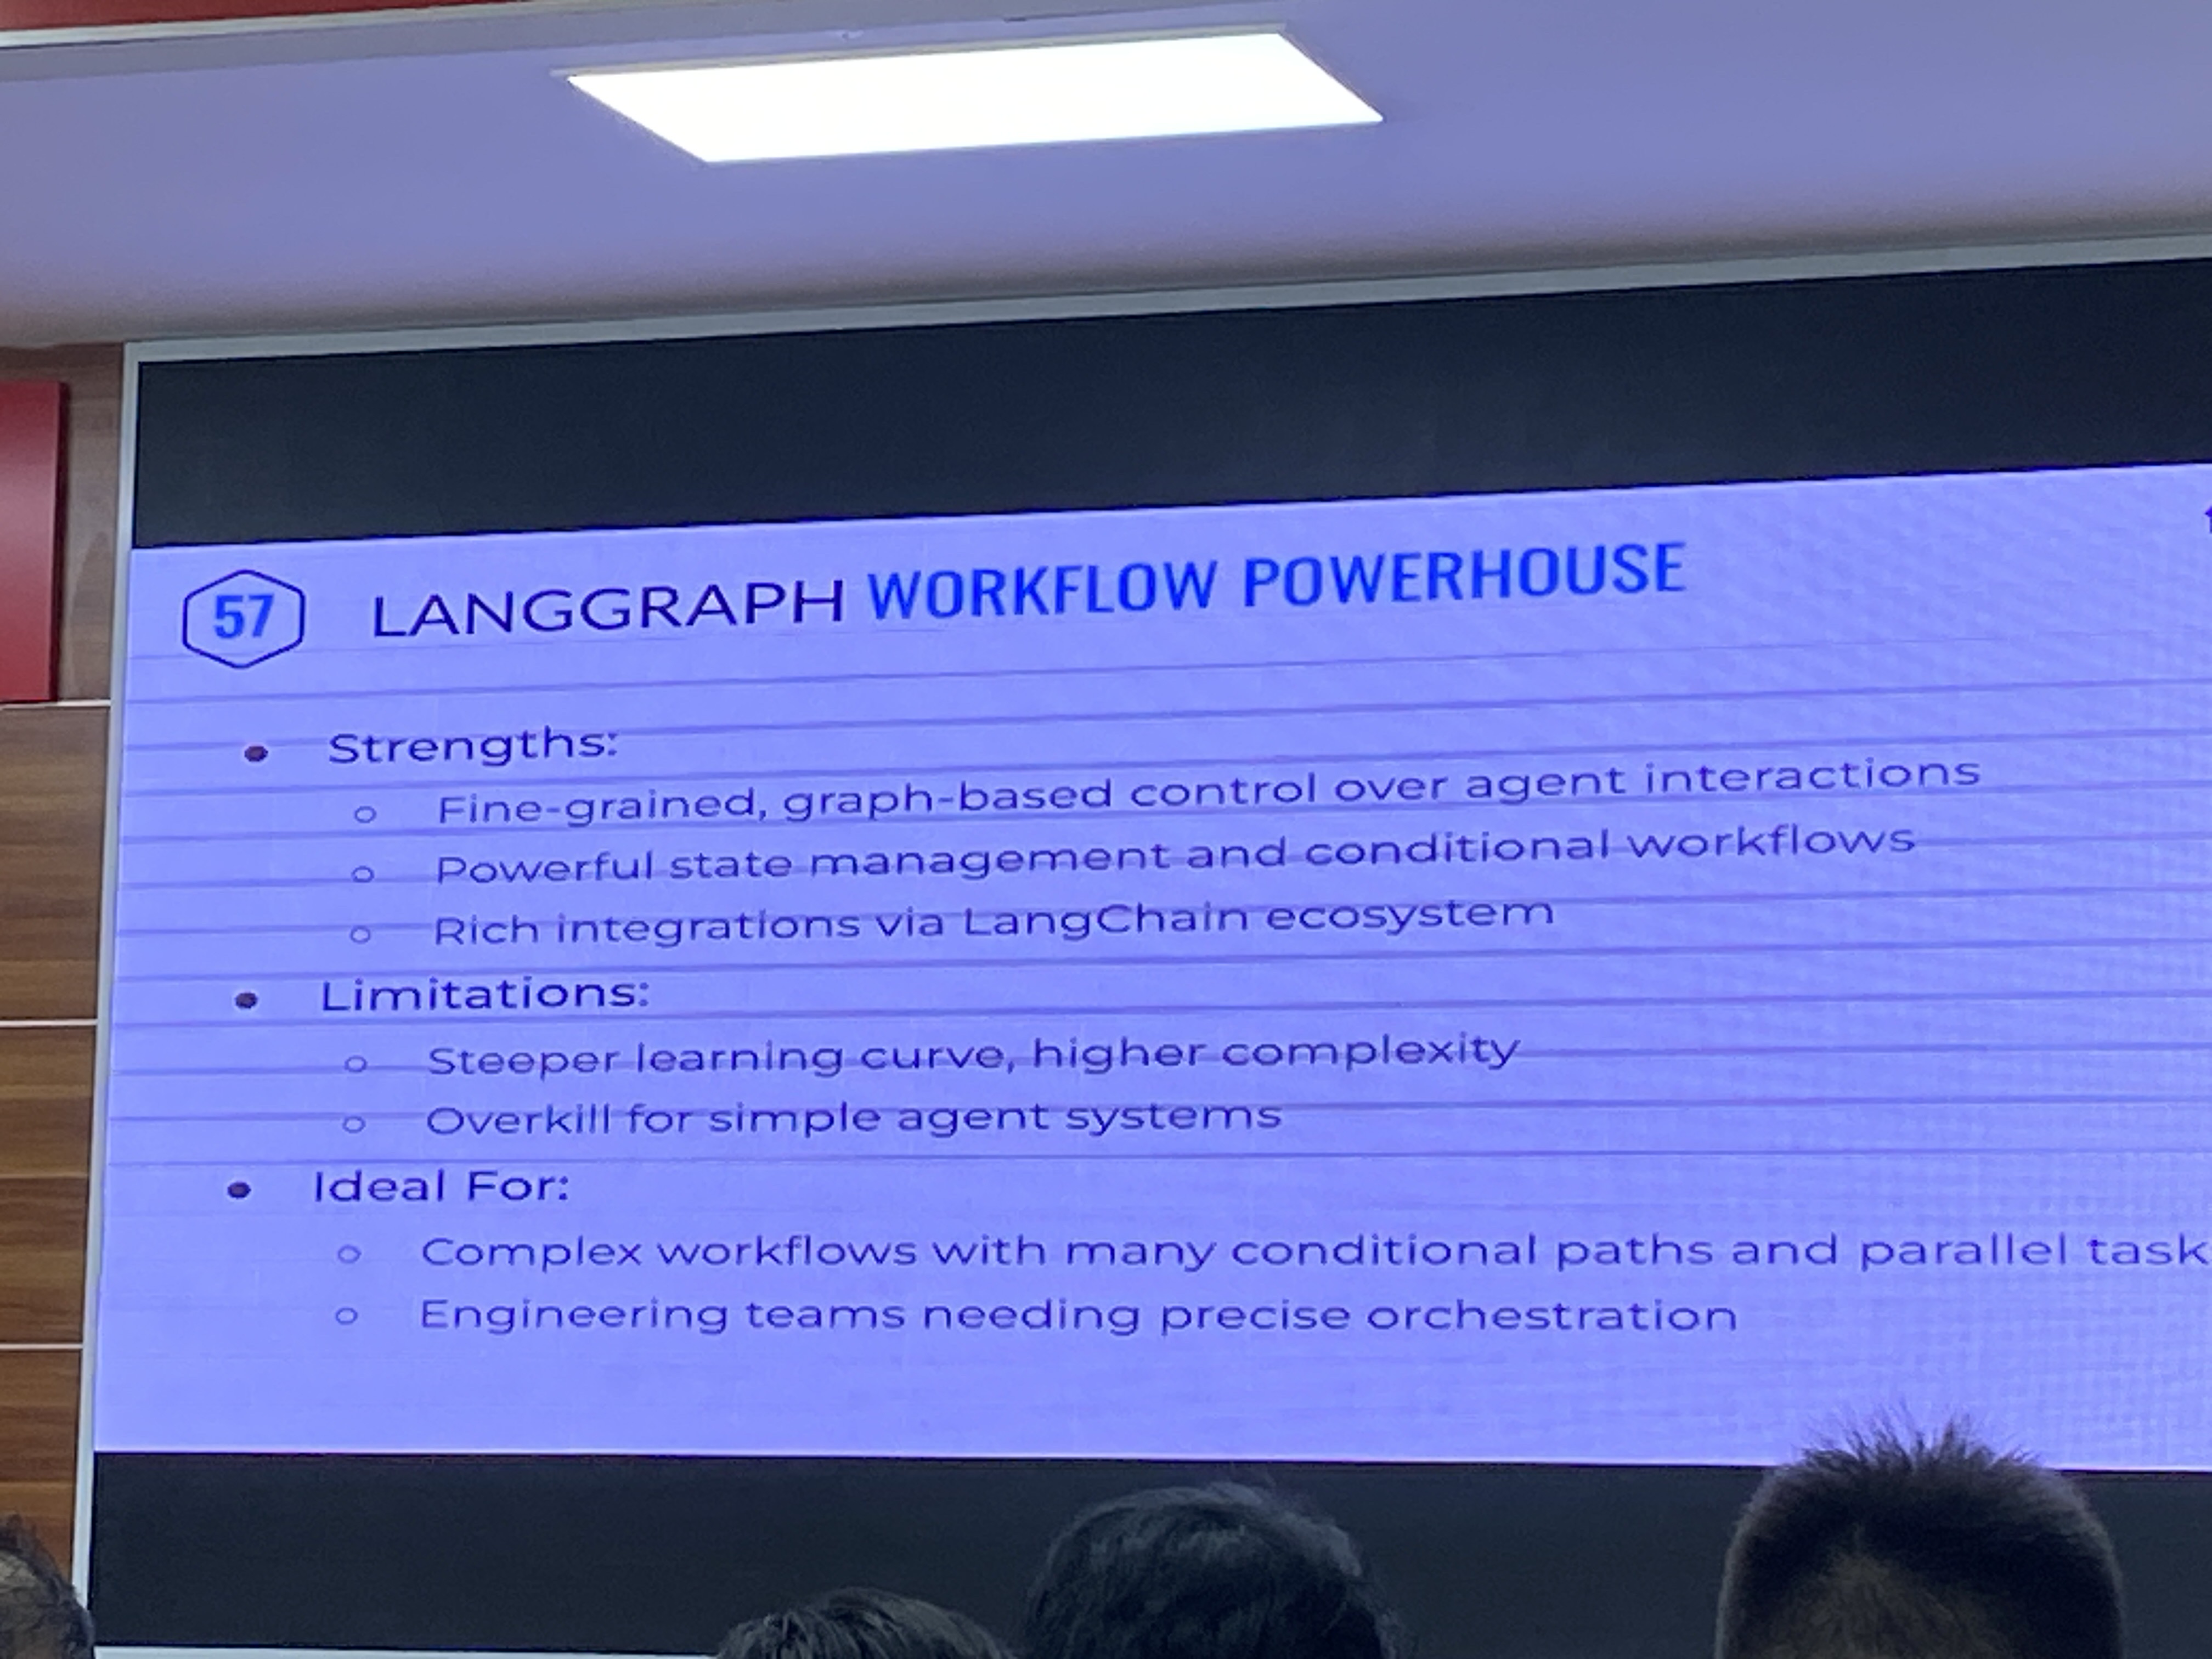 57
LANGGRAPH WORKFLOW POWERHOUSE
• Strengths:
○ Fine-grained, graph-based control over agent interactions
○ Powerful state management and conditional workflows
○ Rich integrations via LangChain ecosystem
• Limitations:
○ Steeper learning curve, higher complexity
○ Overkill for simple agent systems
• Ideal For:
○ Complex workflows with many conditional paths and parallel task
○ Engineering teams needing precise orchestration